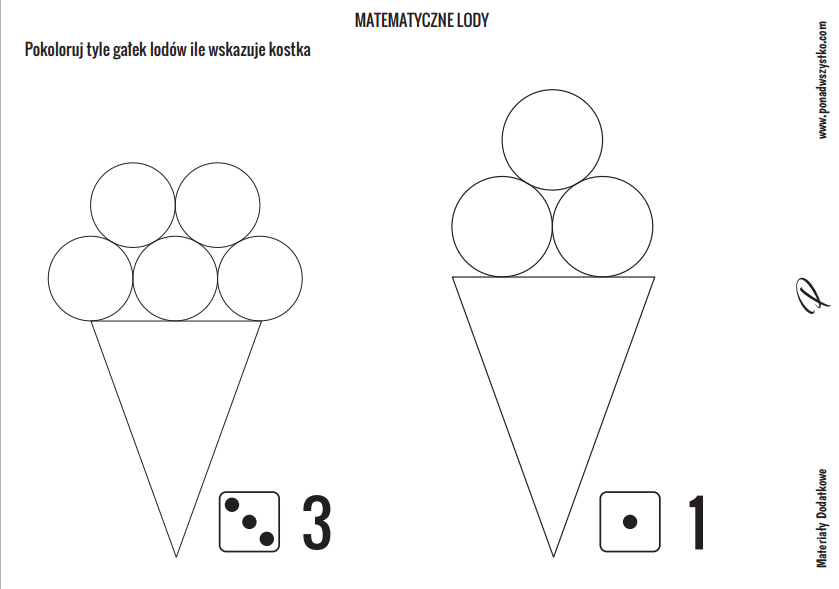 MATEMATYCZNE LODY
Pokoloruj tyle gałek lodów ile wskazuje kostka
3
1
www.ponadwszystko.com
Materiały Dodatkowe